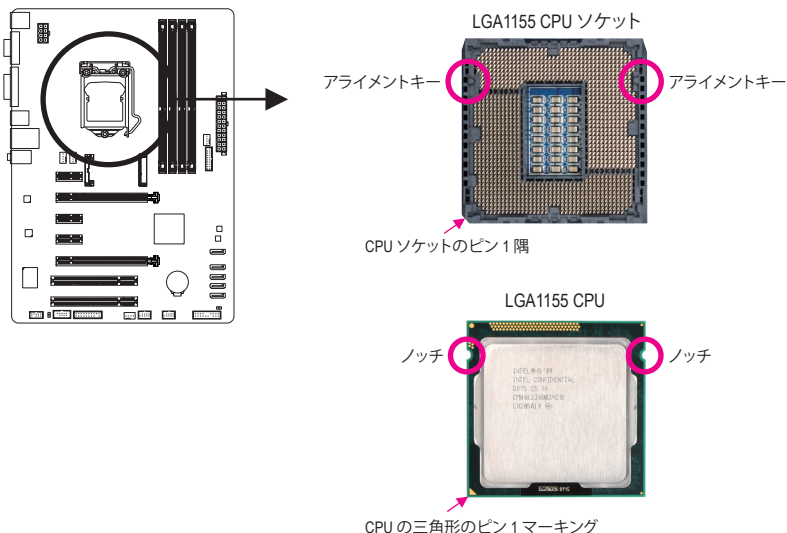 LGA1155 CPU ソケット
アライメントキー
アライメントキー
CPU ソケットのピン 1 隅
LGA1155 CPU
ノッチ
ノッチ
INTEL CONFIDENTIAL
CPU の三角形のピン 1 マーキング